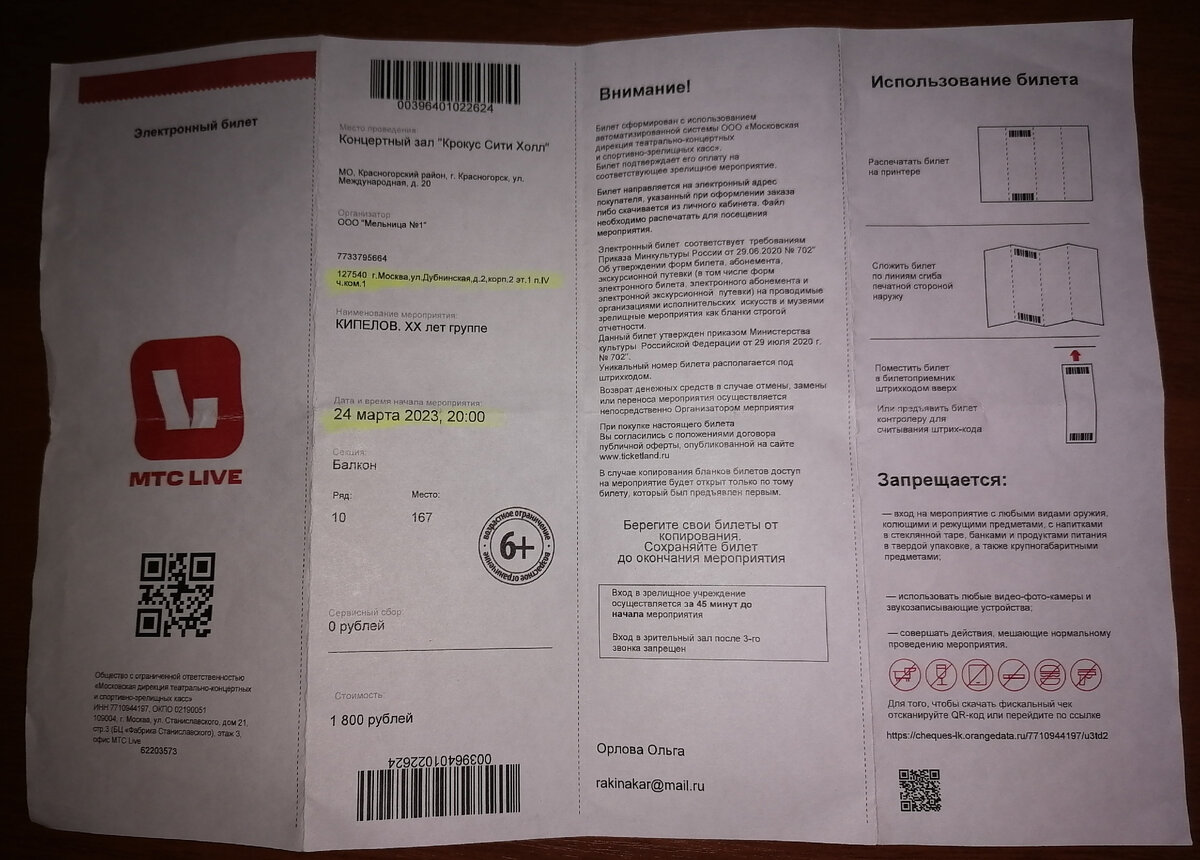 Электронный билет
МТС LIVE
Общество с ограниченной ответственностью
«Московская дирекция театрально-концертных
и спортивно-зрелищных касс»
ИНН 7710944197, ОКПО 02190051
109004, г. Москва, ул. Станиславского, дом 21,
стр.3 (БЦ «Фабрика Станиславского), этаж 3,
офис МТС Live
62203573
00396401022624
Место проведения:
Концертный зал "Крокус Сити Холл"
МО, Красногорский район, г. Красногорск, ул.
Международная, д. 20
Организатор
ООО "Мельница №1"
7733795664
127540 г.Москва,ул.Дубнинская,д.2,корп.2 эт.1 п.IV
ч.ком.1
Наименование мероприятия:
КИПЕЛОВ. XX лет группе
Дата и время начала мероприятия:
24 марта 2023, 20:00
Секция:
Балкон
Ряд: Место:
10 167
возрастное ограничение
6+
возрастное ограничение
Сервисный сбор:
0 рублей
Стоимость:
1 800 рублей
00396401022624
Внимание!
Билет сформирован с использованием
автоматизированной системы ООО «Московская
дирекция театрально-концертных
и спортивно-зрелищных касс».
Билет подтверждает его оплату на
соответствующее зрелищное мероприятие.
Билет направляется на электронный адрес
покупателя, указанный при оформлении заказа
либо скачивается из личного кабинета. Файл
необходимо распечатать для посещения
мероприятия.
Электронный билет соответствует требованиям
Приказа Минкультуры России от 29.06.2020 № 702"
Об утверждении форм билета, абонемента,
экскурсионной путевки (в том числе форм
электронного билета, электронного абонемента и
электронной экскурсионной путевки) на проводимые
организациями исполнительских искусств и музеями
зрелищные мероприятия как бланки строгой
отчетности.
Данный билет утвержден приказом Министерства
культуры Российской Федерации от 29 июля 2020 г.
№ 702".
Уникальный номер билета располагается под
штрихкодом.
Возврат денежных средств в случае отмены, замены
или переноса мероприятия осуществляется
непосредственно Организатором мерприятия
При покупке настоящего билета
Вы согласились с положениями договора
публичной оферты, опубликованной на сайте
www.ticketland.ru
В случае копирования бланков билетов доступ
на мероприятие будет открыт только по тому
билету, который был предъявлен первым.
Берегите свои билеты от
копирования.
Сохраняйте билет
до окончания мероприятия
Вход в зрелищное учреждение
осуществляется за 45 минут до
начала мероприятия
Вход в зрительный зал после 3-го
звонка запрещен
Орлова Ольга
rakinakar@mail.ru
Использование билета
Распечатать билет
на принтере
Сложить билет
по линиям сгиба
печатной стороной
наружу
Поместить билет
в билетоприемник
штрихкодом вверх
Или предъявить билет
контролеру для
считывания штрих-кода
Запрещается:
— вход на мероприятие с любыми видами оружия,
колющими и режущими предметами, с напитками
в стеклянной таре, банками и продуктами питания
в твердой упаковке, а также крупногабаритными
предметами;
— использовать любые видео-фото-камеры и
звукозаписывающие устройства;
— совершать действия, мешающие нормальному
проведению мероприятия.
Для того, чтобы скачать фискальный чек
отсканируйте QR-код или перейдите по ссылке
https://cheques-lk.orangedata.ru/7710944197/u3td2